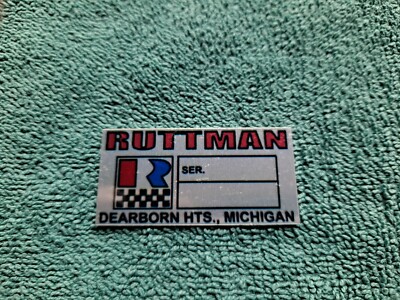 RUTTMAN
R
SER.
DEARBORN HTS., MICHIGAN